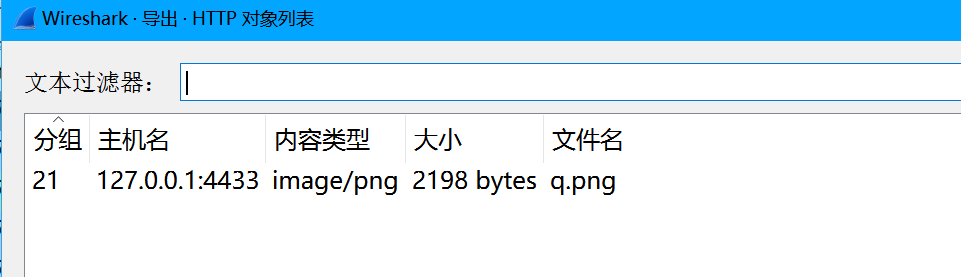 Wireshark · 导出 · HTTP 对象列表
文本过滤器：
分组 主机名 内容类型 大小 文件名
21 127.0.0.1:4433 image/png 2198 bytes q.png